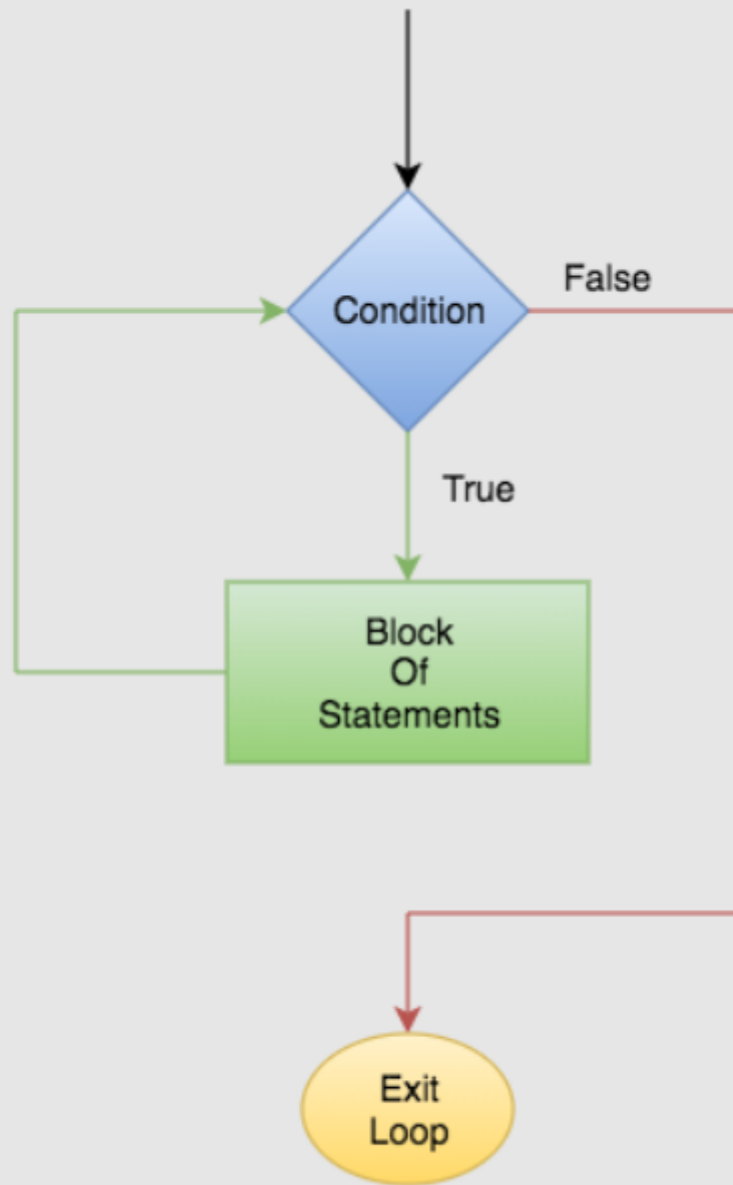 False
Condition
True
Block
Of
Statements
Exit
Loop